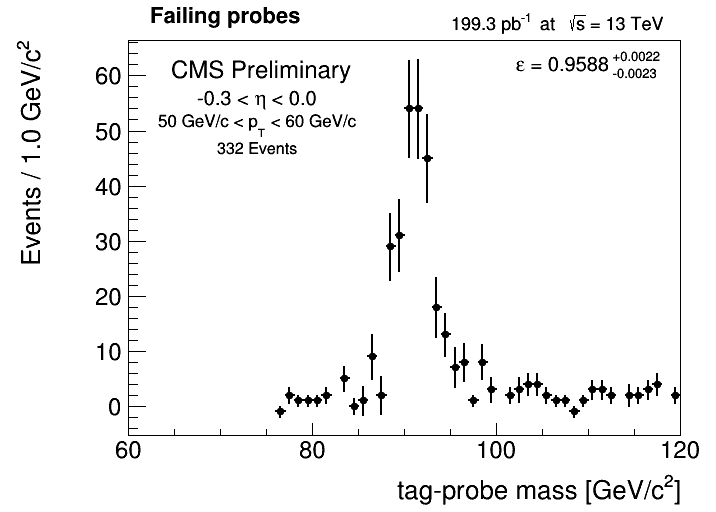 Failing probes
199.3 pb⁻¹ at √s = 13 TeV
CMS Preliminary
-0.3 < η < 0.0
50 GeV/c < p_T < 60 GeV/c
332 Events
ε = 0.9588 +0.0022 -0.0023
Events / 1.0 GeV/c²
60
50
40
30
20
10
0
60 80 100 120
tag-probe mass [GeV/c²]